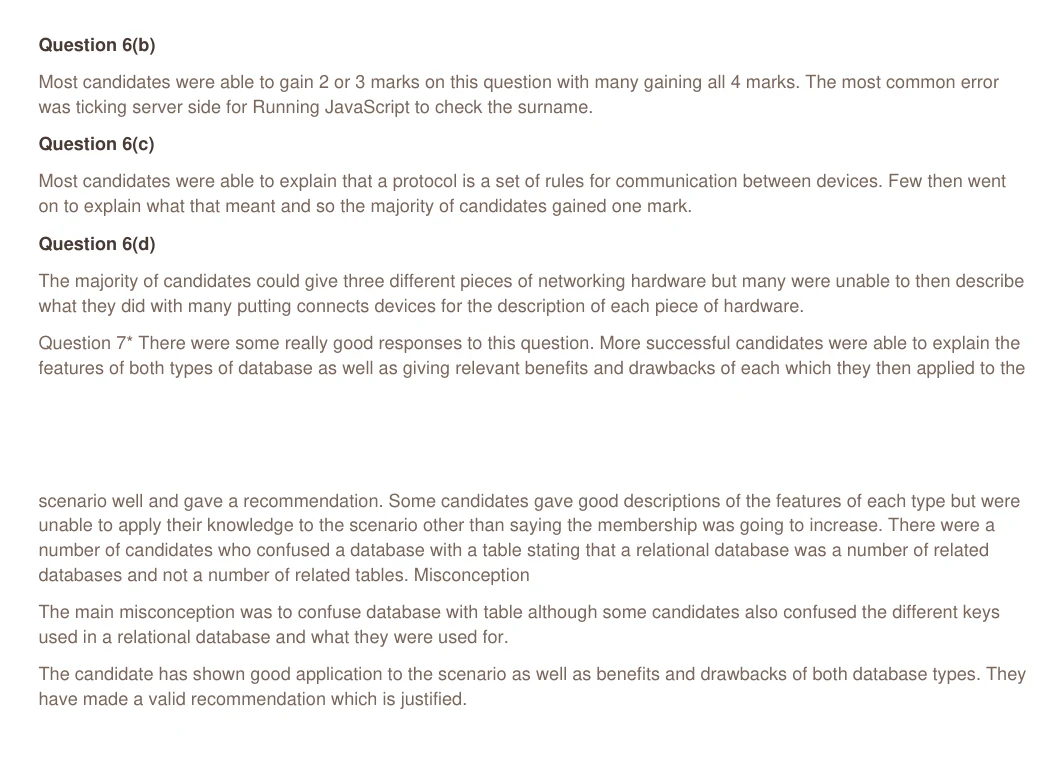 Question 6(b)
Most candidates were able to gain 2 or 3 marks on this question with many gaining all 4 marks. The most common error
was ticking server side for Running JavaScript to check the surname.
Question 6(c)
Most candidates were able to explain that a protocol is a set of rules for communication between devices. Few then went
on to explain what that meant and so the majority of candidates gained one mark.
Question 6(d)
The majority of candidates could give three different pieces of networking hardware but many were unable to then describe
what they did with many putting connects devices for the description of each piece of hardware.
Question 7* There were some really good responses to this question. More successful candidates were able to explain the
features of both types of database as well as giving relevant benefits and drawbacks of each which they then applied to the
scenario well and gave a recommendation. Some candidates gave good descriptions of the features of each type but were
unable to apply their knowledge to the scenario other than saying the membership was going to increase. There were a
number of candidates who confused a database with a table stating that a relational database was a number of related
databases and not a number of related tables. Misconception
The main misconception was to confuse database with table although some candidates also confused the different keys
used in a relational database and what they were used for.
The candidate has shown good application to the scenario as well as benefits and drawbacks of both database types. They
have made a valid recommendation which is justified.